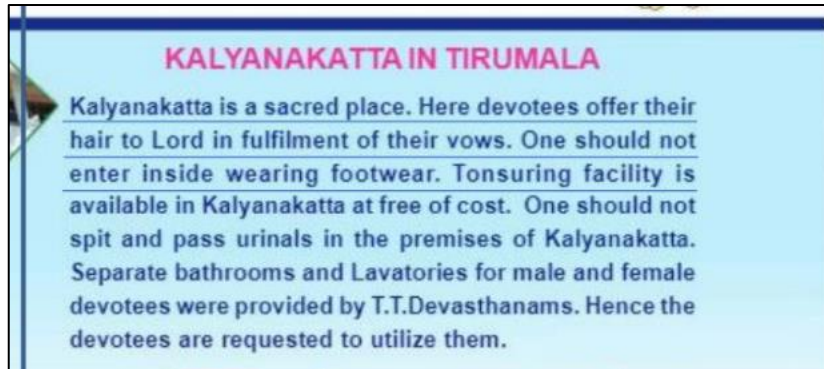 KALYANAKATTA IN TIRUMALA
Kalyanakatta is a sacred place. Here devotees offer their
hair to Lord in fulfilment of their vows. One should not
enter inside wearing footwear. Tonsuring facility is
available in Kalyanakatta at free of cost. One should not
spit and pass urinals in the premises of Kalyanakatta.
Separate bathrooms and Lavatories for male and female
devotees were provided by T.T.Devasthanams. Hence the
devotees are requested to utilize them.